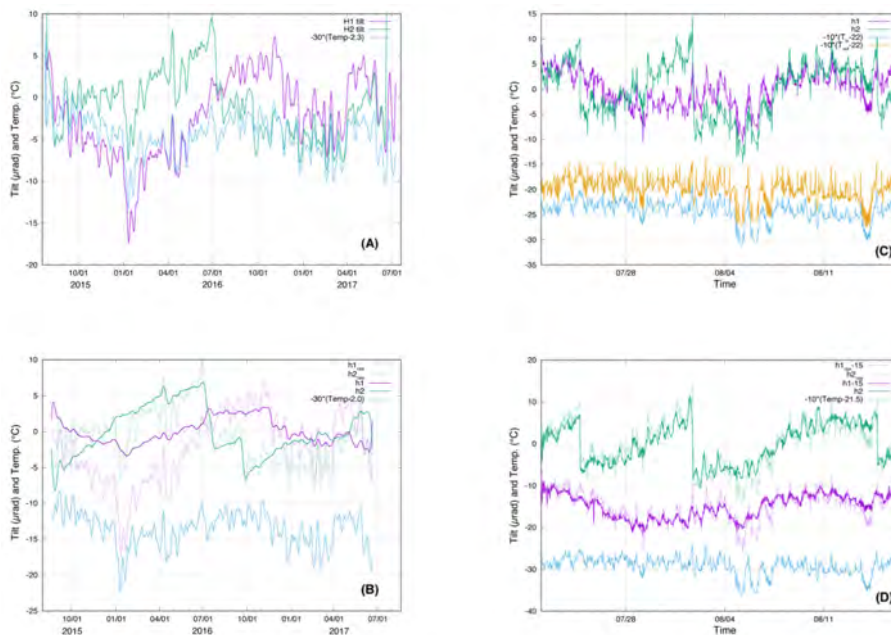 H1 tilt
H2 tilt
-30*(Temp-2.3)
Tilt (μrad) and Temp. (°C)
10
5
0
-5
-10
-15
-20
10/01
01/01
04/01
07/01
10/01
01/01
04/01
07/01
2015
2016
2017
(A)
h1
h2
-22)
-22)
Tilt (μrad) and Temp. (°C)
15
10
5
0
-5
-10
-15
-20
-25
-30
-35
07/28
08/04
08/11
Time
(C)
h1
h2
h1
h2
-30*(Temp-2.0)
Tilt (μrad) and Temp. (°C)
10
5
0
-5
-10
-15
-20
-25
10/01
01/01
04/01
07/01
10/01
01/01
04/01
07/01
2015
2016
2017
(B)
-15
h2
h1-15
h2
-10*(Temp-21.5)
Tilt (μrad) and Temp. (°C)
20
10
0
-10
-20
-30
-40
07/28
08/04
08/11
Time
(D)